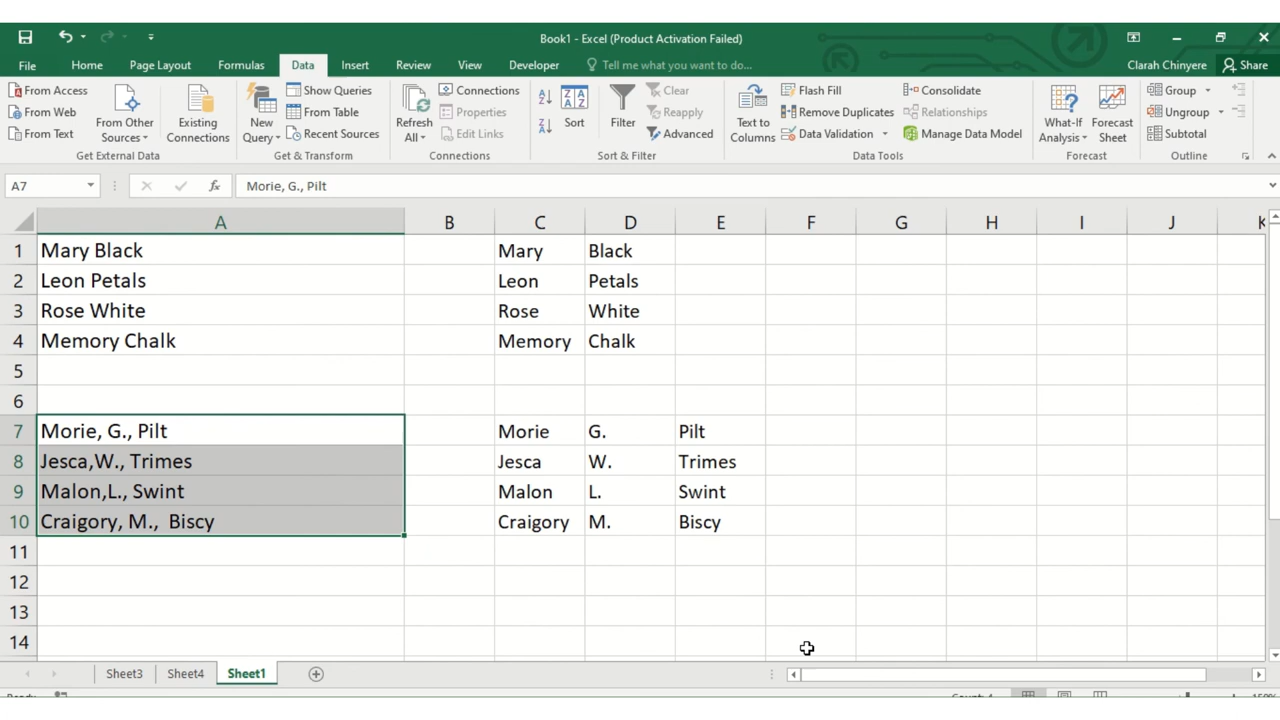 Book1 - Excel (Product Activation Failed)
File Home Page Layout Formulas Data Insert Review View Developer Tell me what you want to do... Clarah Chinyere Share
From Access
From Web
From Text
From Other Sources
Existing Connections
Get External Data
New Query
Show Queries
From Table
Recent Sources
Get & Transform
Refresh All
Connections
Properties
Edit Links
Connections
Sort
Filter
Clear
Reapply
Advanced
Sort & Filter
Text to Columns
Flash Fill
Remove Duplicates
Data Validation
Consolidate
Relationships
Manage Data Model
Data Tools
What-If Analysis
Forecast Sheet
Forecast
Group
Ungroup
Subtotal
Outline
A7 fx Morie, G., Pilt
A B C D E F G H I J K
1 Mary Black Mary Black
2 Leon Petals Leon Petals
3 Rose White Rose White
4 Memory Chalk Memory Chalk
5
6
7 Morie, G., Pilt Morie G. Pilt
8 Jesca,W., Trimes Jesca W. Trimes
9 Malon,L., Swint Malon L. Swint
10 Craigory, M.,  Biscy Craigory M. Biscy
11
12
13
14
Sheet3 Sheet4 Sheet1